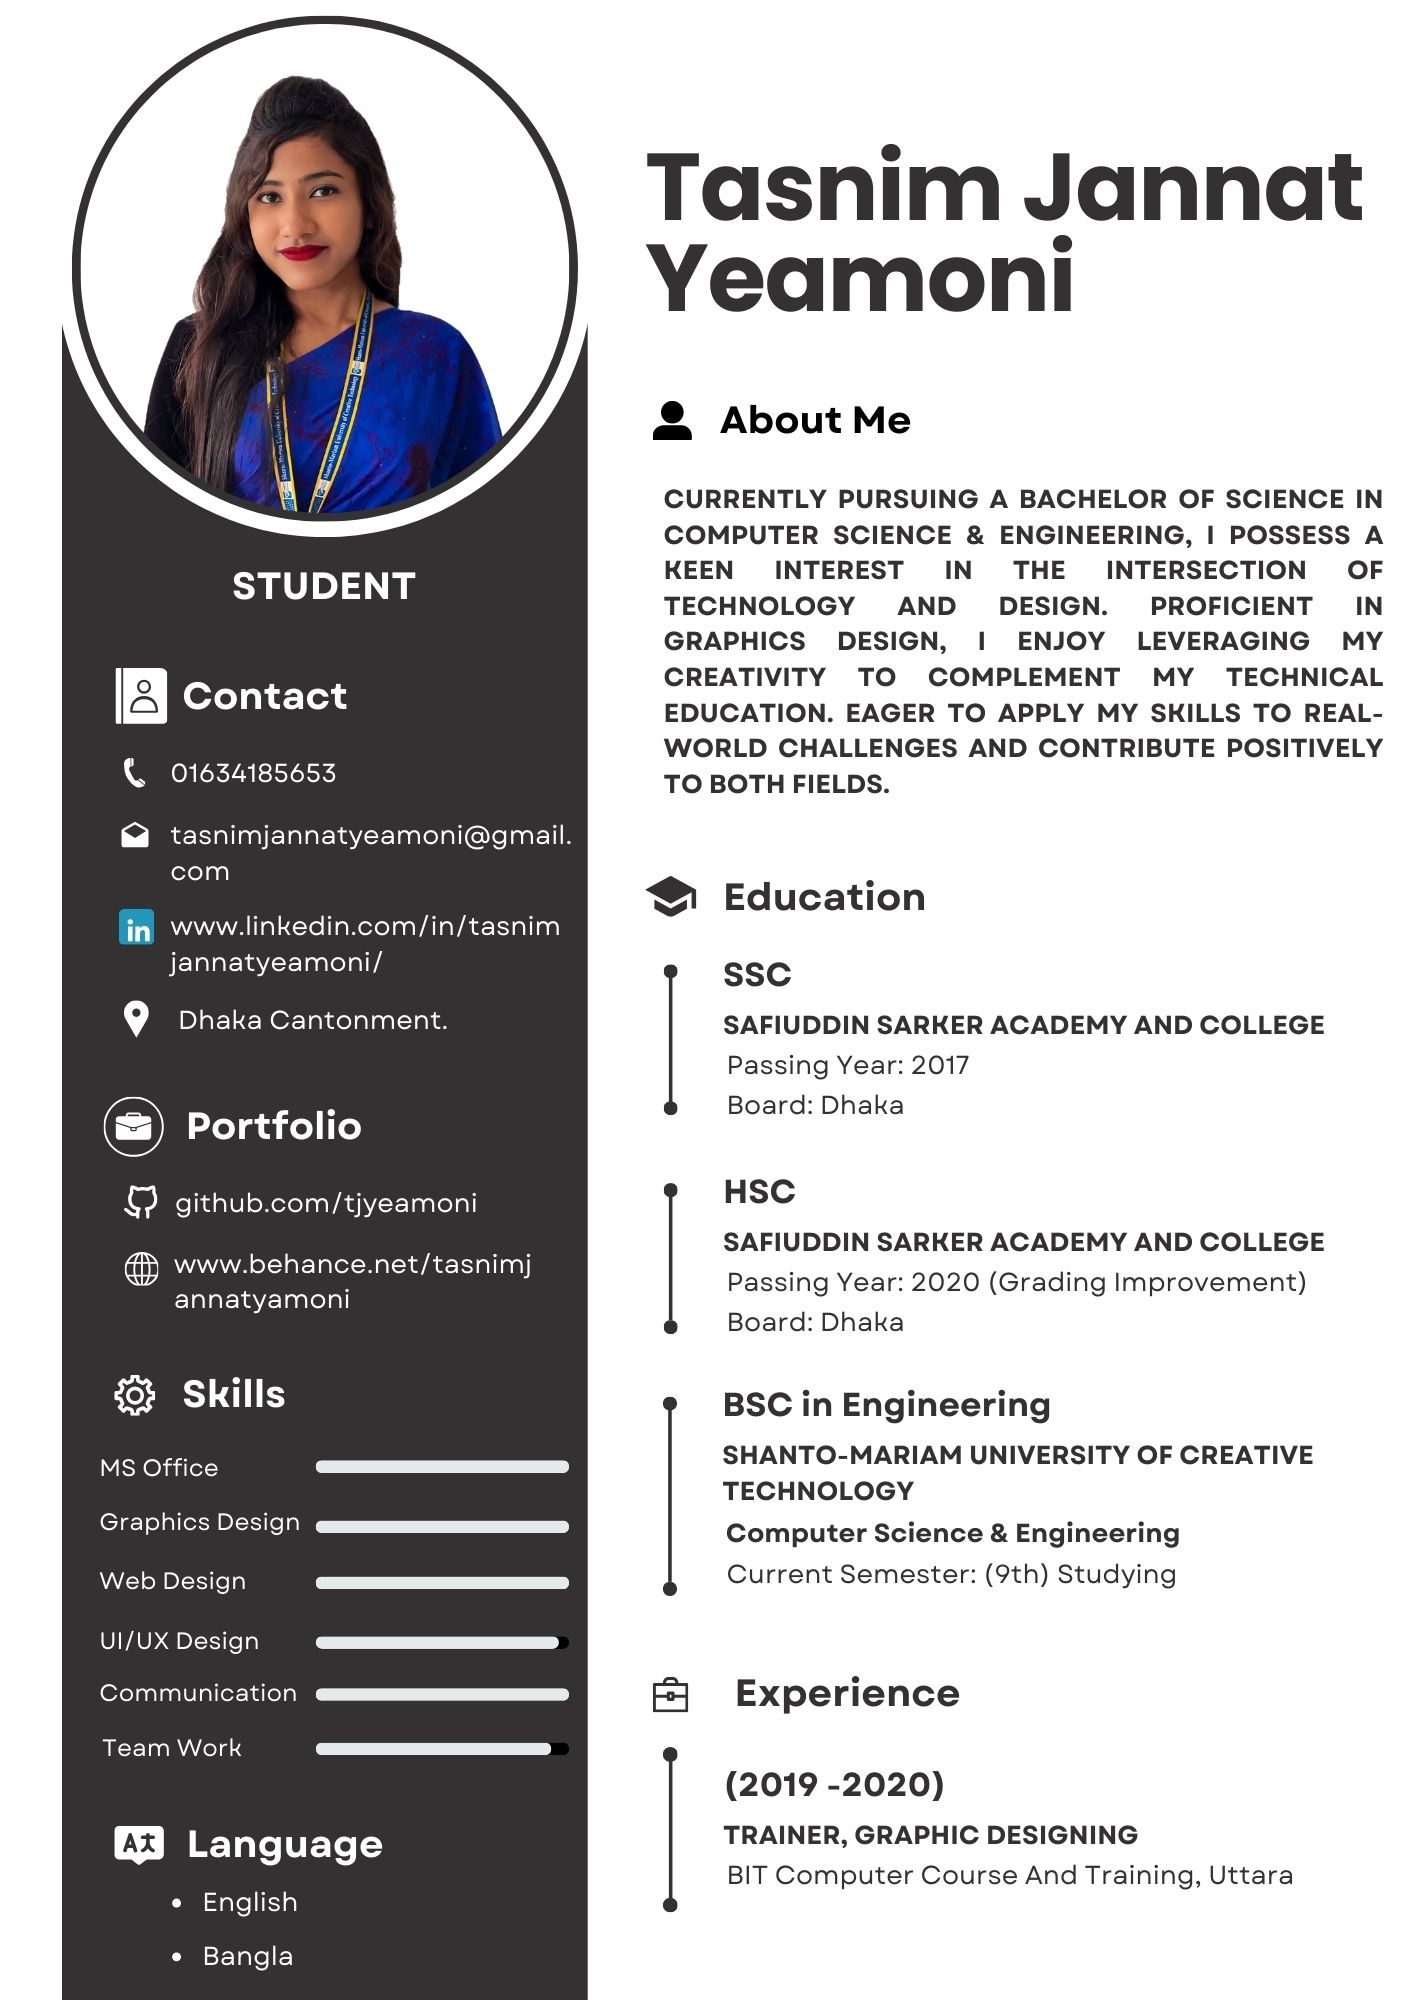 Tasnim Jannat
Yeamoni
STUDENT
Contact
01634185653
tasnimjannatyeamoni@gmail.
com
www.linkedin.com/in/tasnim
jannatyeamoni/
Dhaka Cantonment.
Portfolio
github.com/tjyeamoni
www.behance.net/tasnimj
annatyamoni
Skills
MS Office
Graphics Design
Web Design
UI/UX Design
Communication
Team Work
Language
• English
• Bangla
About Me
CURRENTLY PURSUING A BACHELOR OF SCIENCE IN
COMPUTER SCIENCE & ENGINEERING, I POSSESS A
KEEN INTEREST IN THE INTERSECTION OF
TECHNOLOGY AND DESIGN. PROFICIENT IN
GRAPHICS DESIGN, I ENJOY LEVERAGING MY
CREATIVITY TO COMPLEMENT MY TECHNICAL
EDUCATION. EAGER TO APPLY MY SKILLS TO REAL-
WORLD CHALLENGES AND CONTRIBUTE POSITIVELY
TO BOTH FIELDS.
Education
SSC
SAFIUDDIN SARKER ACADEMY AND COLLEGE
Passing Year: 2017
Board: Dhaka
HSC
SAFIUDDIN SARKER ACADEMY AND COLLEGE
Passing Year: 2020 (Grading Improvement)
Board: Dhaka
BSC in Engineering
SHANTO-MARIAM UNIVERSITY OF CREATIVE
TECHNOLOGY
Computer Science & Engineering
Current Semester: (9th) Studying
Experience
(2019 -2020)
TRAINER, GRAPHIC DESIGNING
BIT Computer Course And Training, Uttara